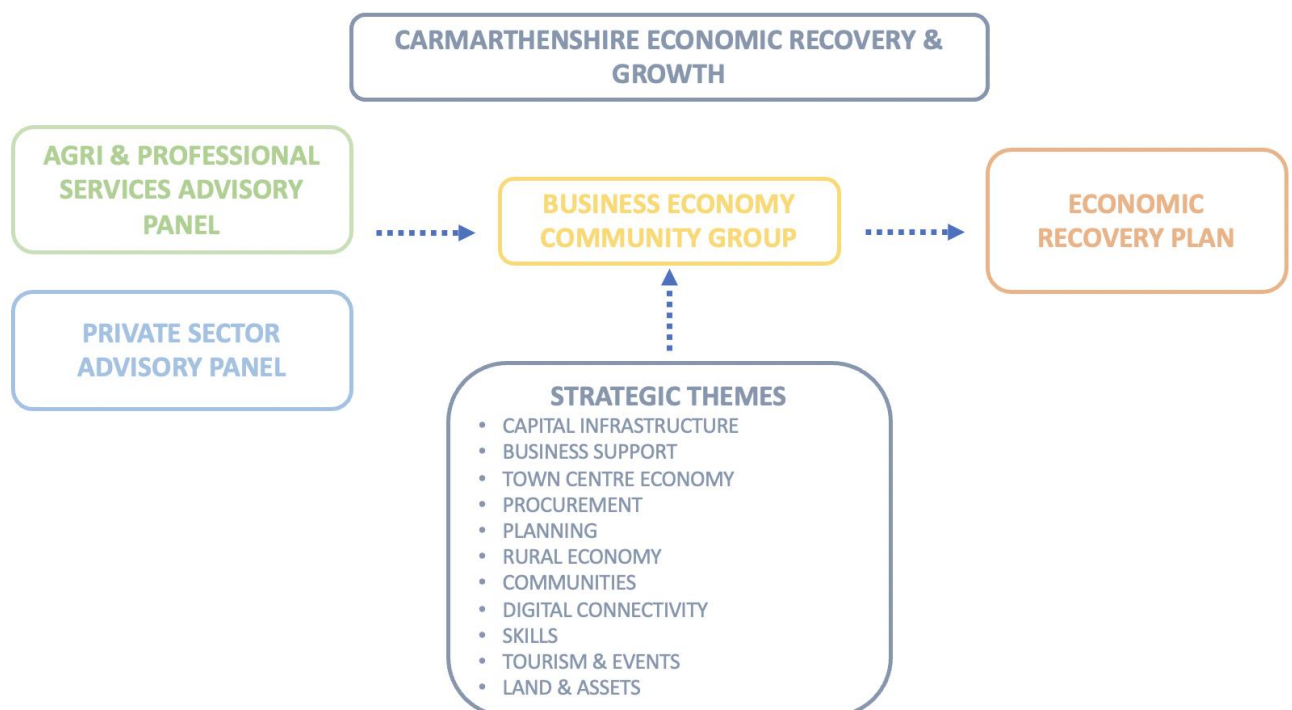 CARMARTHENSHIRE ECONOMIC RECOVERY &
GROWTH
AGRI & PROFESSIONAL
SERVICES ADVISORY
PANEL
PRIVATE SECTOR
ADVISORY PANEL
BUSINESS ECONOMY
COMMUNITY GROUP
ECONOMIC
RECOVERY PLAN
STRATEGIC THEMES
• CAPITAL INFRASTRUCTURE
• BUSINESS SUPPORT
• TOWN CENTRE ECONOMY
• PROCUREMENT
• PLANNING
• RURAL ECONOMY
• COMMUNITIES
• DIGITAL CONNECTIVITY
• SKILLS
• TOURISM & EVENTS
• LAND & ASSETS